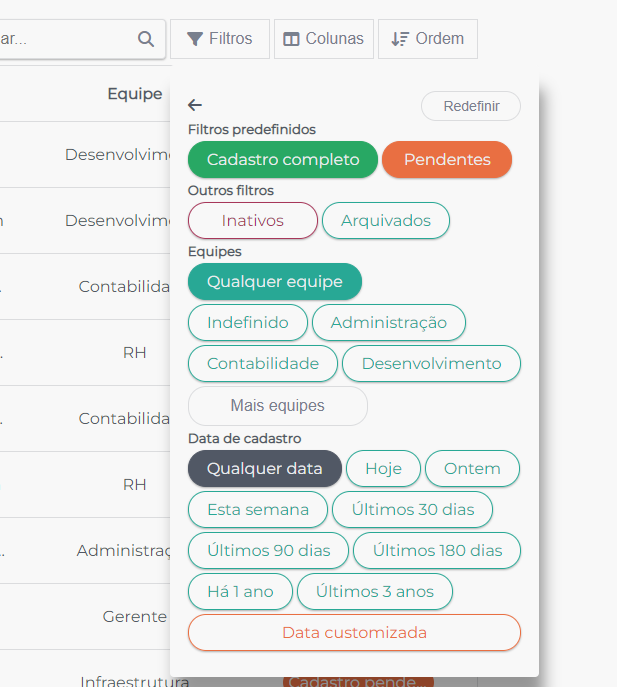 ar...
Filtros
Colunas
Ordem
Equipe
Redefinir
Filtros predefinidos
Desenvolvim
Cadastro completo
Pendentes
Outros filtros
Desenvolvim
Inativos
Arquivados
Equipes
Contabilida
Qualquer equipe
Indefinido
Administração
RH
Contabilidade
Desenvolvimento
Contabilida
Mais equipes
Data de cadastro
RH
Qualquer data
Hoje
Ontem
Esta semana
Últimos 30 dias
Administraç
Últimos 90 dias
Últimos 180 dias
Há 1 ano
Últimos 3 anos
Gerente
Data customizada
Infraestrutura
Cadastro pende...